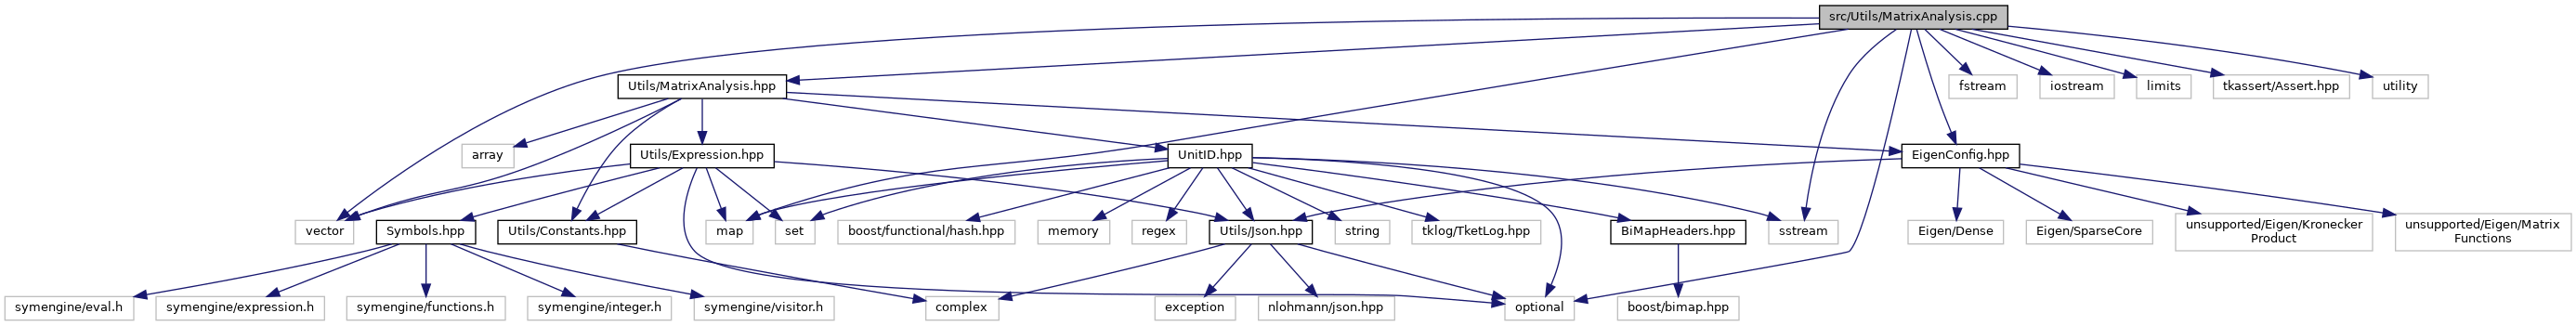 src/Utils/MatrixAnalysis.cpp
Utils/MatrixAnalysis.hpp
fstream
iostream
limits
tkassert/Assert.hpp
utility
array
Utils/Expression.hpp
UnitID.hpp
EigenConfig.hpp
vector
Symbols.hpp
Utils/Constants.hpp
map
set
boost/functional/hash.hpp
memory
regex
Utils/Json.hpp
string
tklog/TketLog.hpp
BiMapHeaders.hpp
sstream
Eigen/Dense
Eigen/SparseCore
unsupported/Eigen/Kronecker
Product
unsupported/Eigen/Matrix
Functions
symengine/eval.h
symengine/expression.h
symengine/functions.h
symengine/integer.h
symengine/visitor.h
complex
exception
nlohmann/json.hpp
optional
boost/bimap.hpp